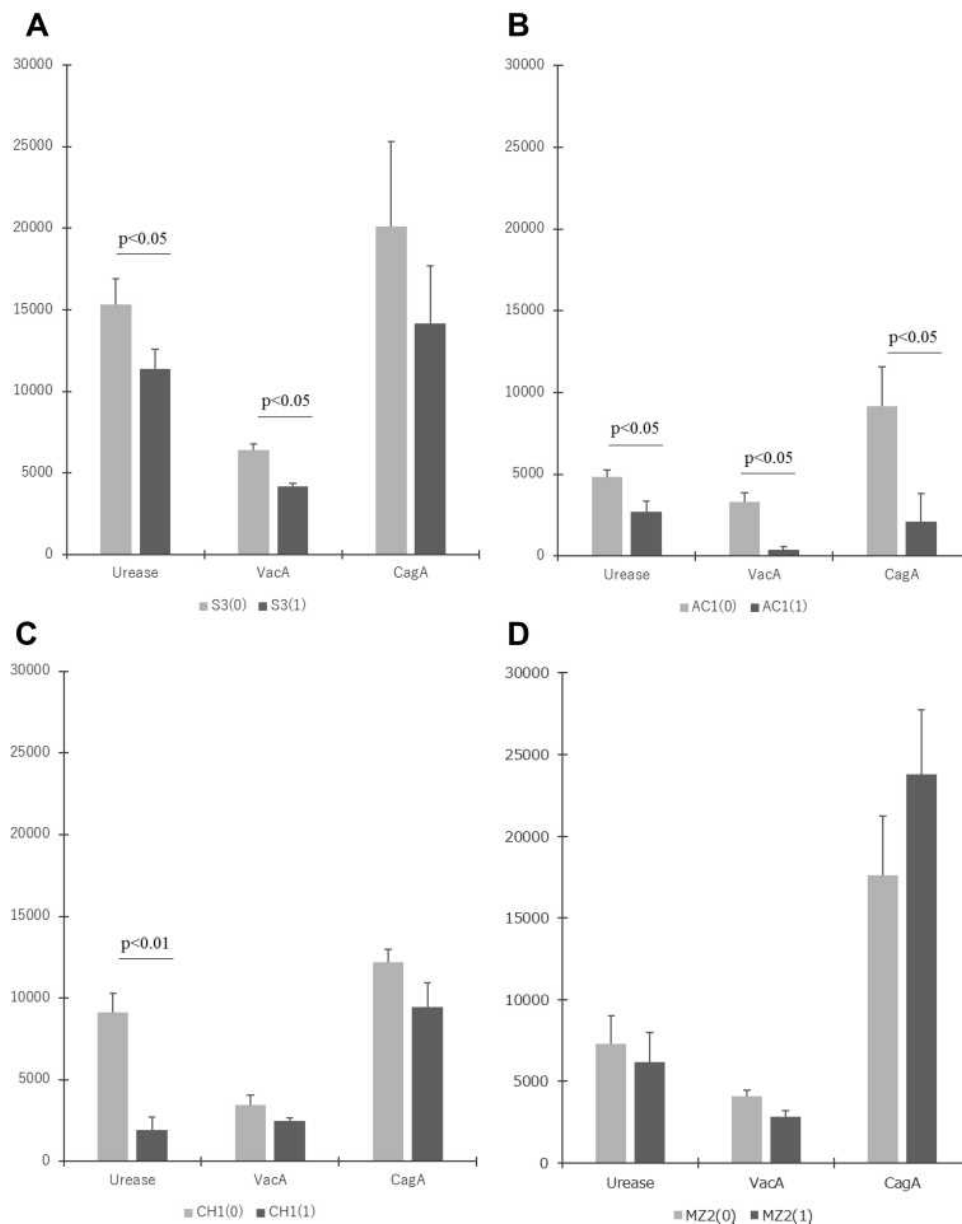 A
30000
25000
20000
15000
10000
5000
0
p<0.05
p<0.05
Urease VacA CagA
S3(0) S3(1)
B
30000
25000
20000
15000
10000
5000
0
p<0.05
p<0.05
p<0.05
Urease VacA CagA
AC1(0) AC1(1)
C
30000
25000
20000
15000
10000
5000
0
p<0.01
Urease VacA CagA
CH1(0) CH1(1)
D
30000
25000
20000
15000
10000
5000
0
Urease VacA CagA
MZ2(0) MZ2(1)